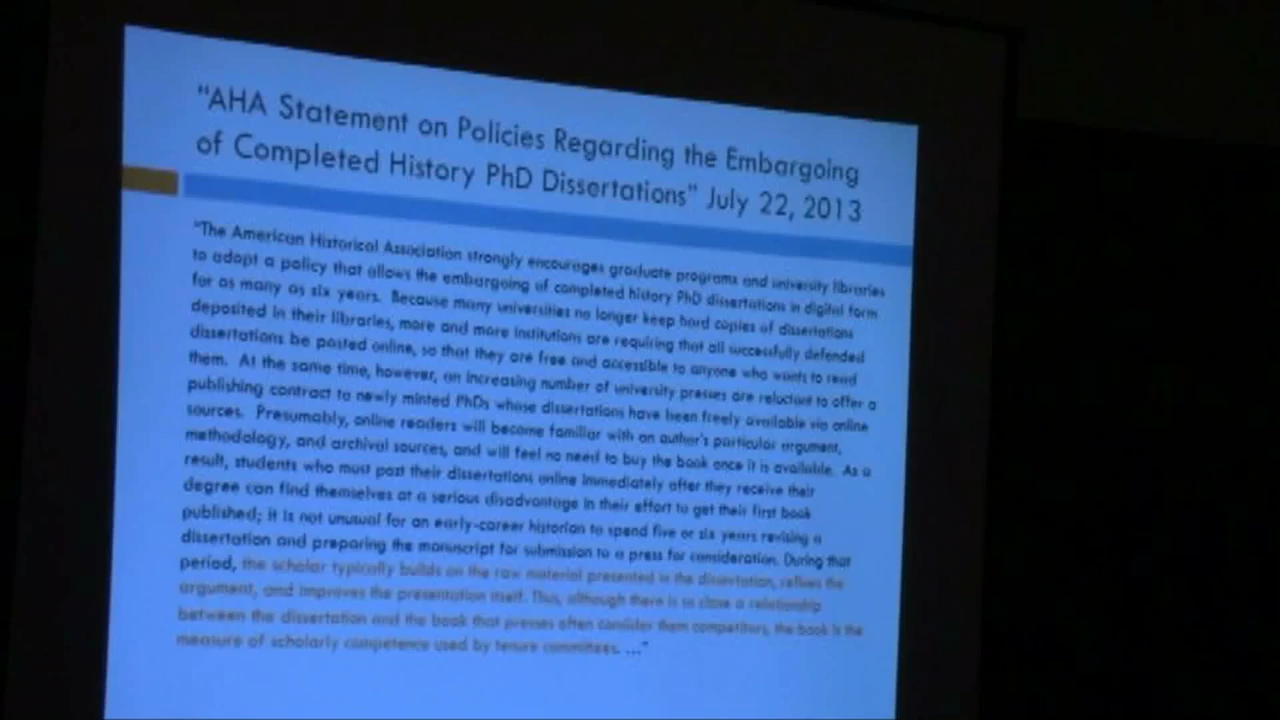 "AHA Statement on Policies Regarding the Embargoing
of Completed History PhD Dissertations" July 22, 2013
"The American Historical Association strongly encourages graduate programs and university libraries
to adopt a policy that allows the embargoing of completed history PhD dissertations in digital form
for as many as six years. Because many universities no longer keep hard copies of dissertations
deposited in their libraries, more and more institutions are requiring that all successfully defended
dissertations be posted online, so that they are free and accessible to anyone who wants to read
them. At the same time, however, an increasing number of university presses are reluctant to offer a
publishing contract to newly minted PhDs whose dissertations have been freely available via online
sources. Presumably, online readers will become familiar with an author's particular argument,
methodology, and archival sources, and will feel no need to buy the book once it is available. As a
result, students who must post their dissertations online immediately after they receive their
degree can find themselves at a serious disadvantage in their effort to get their first book
published; it is not unusual for an early-career historian to spend five or six years revising a
dissertation and preparing the manuscript for submission to a press for consideration. During that
period, the scholar typically builds on the raw material presented in the dissertation, refines the
argument, and improves the presentation itself. Thus, although there is so close a relationship
between the dissertation and the book that presses often consider them competitors, the book is the
measure of scholarly competence used by tenure committees. ..."